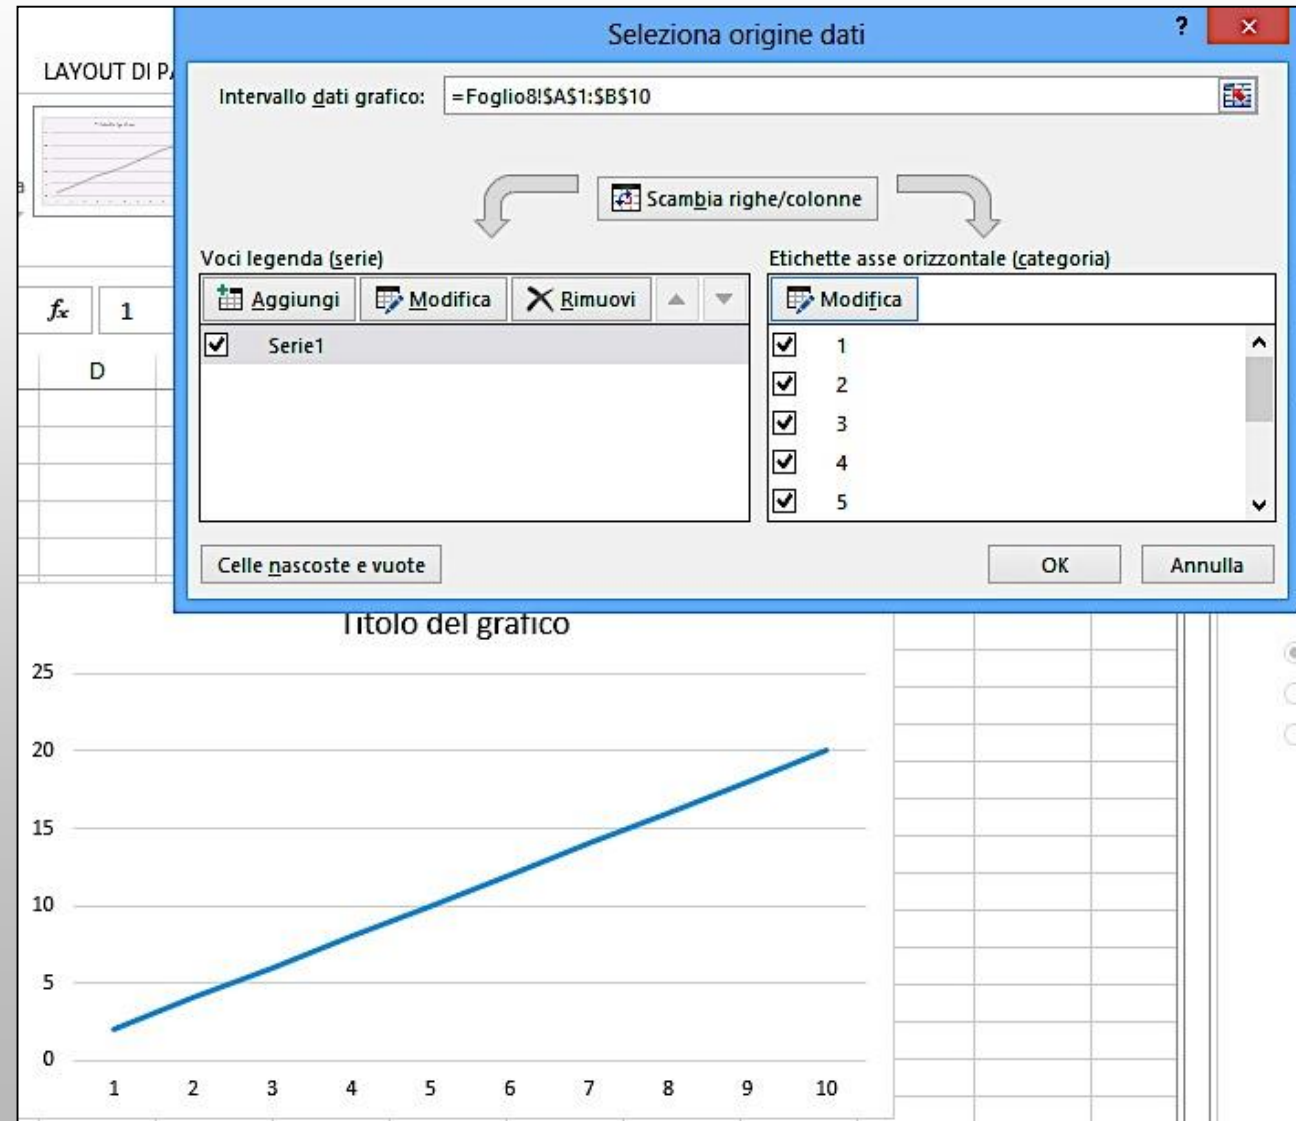 Seleziona origine dati
?
LAYOUT DI PA
Intervallo dati grafico: =Foglio8!$A$1:$B$10
Scambia righe/colonne
Voci legenda (serie)
Etichette asse orizzontale (categoria)
Aggiungi Modifica Rimuovi
Modifica
fx 1
Serie1
1
2
3
4
5
D
Celle nascoste e vuote
OK Annulla
Titolo del grafico
25
20
15
10
5
0
1 2 3 4 5 6 7 8 9 10